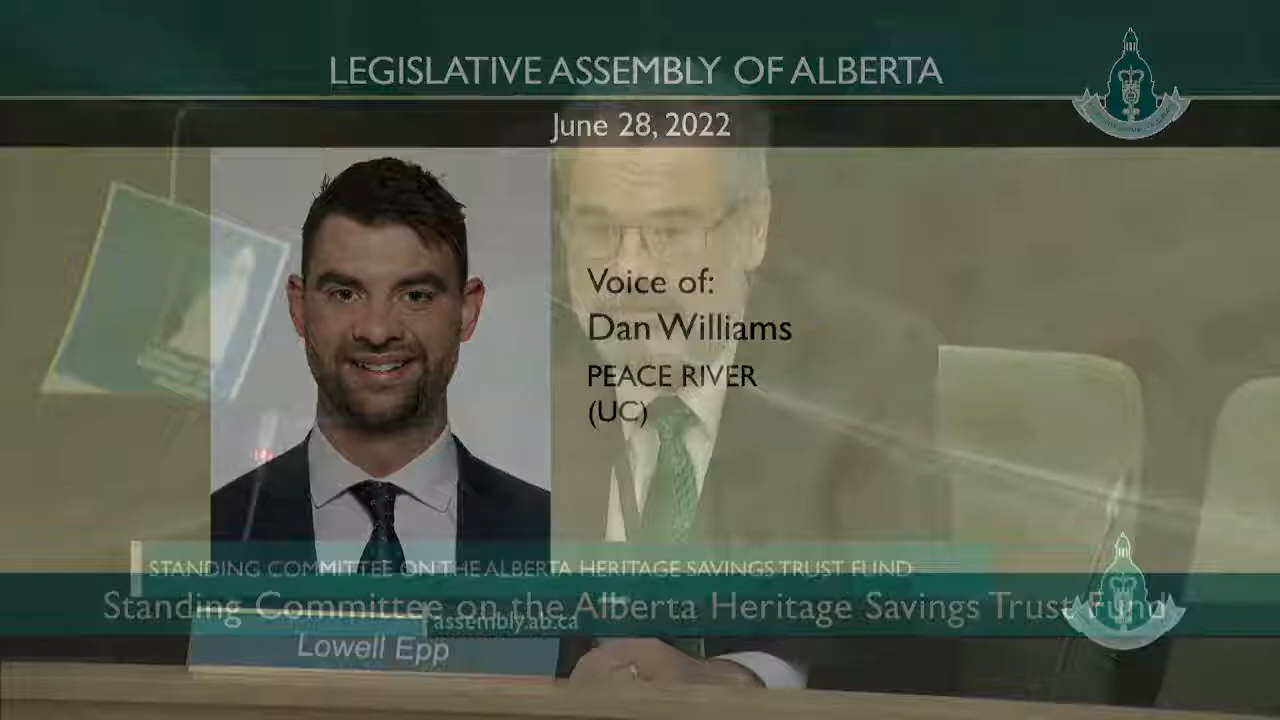 LEGISLATIVE ASSEMBLY OF ALBERTA
June 28, 2022
Voice of:
Dan Williams
PEACE RIVER
(UC)
STANDING COMMITTEE ON THE ALBERTA HERITAGE SAVINGS TRUST FUND
Standing Committee on the Alberta Heritage Savings Trust Fund
assembly.ab.ca
Lowell Epp